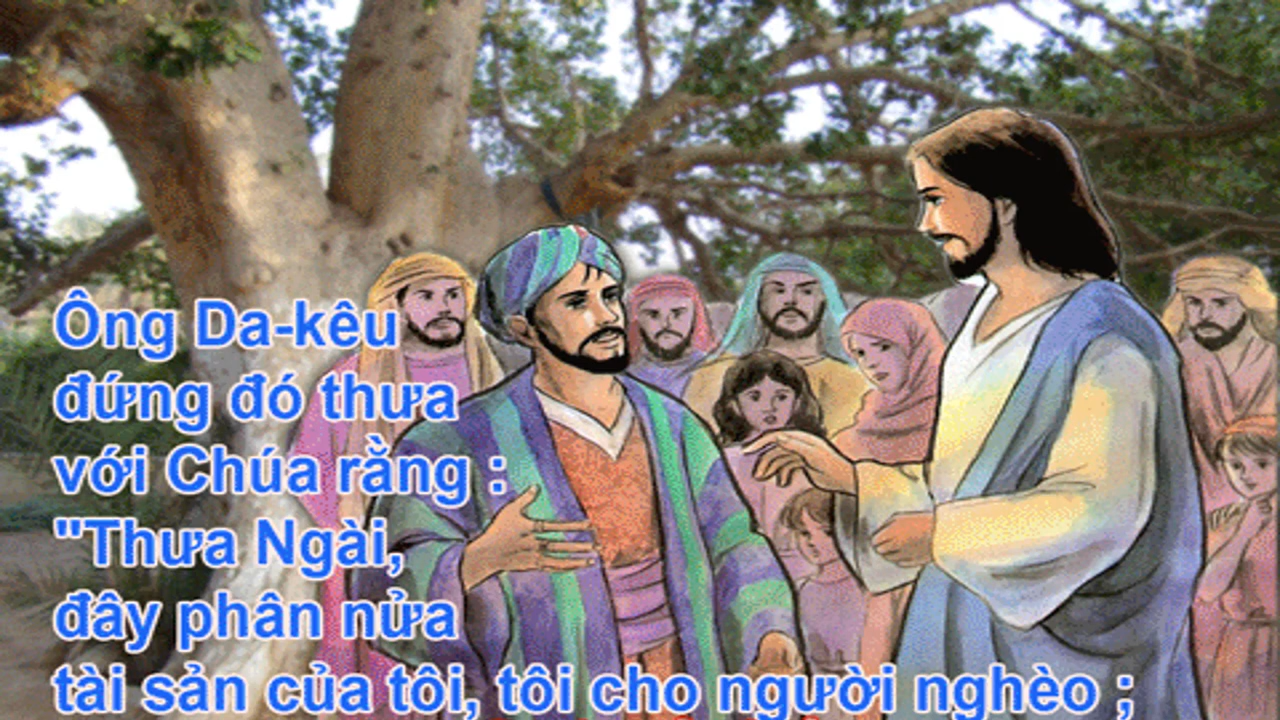 Ông Da-kêu
đứng đó thưa
với Chúa rằng :
"Thưa Ngài,
đây phân nửa
tài sản của tôi, tôi cho người nghèo ;